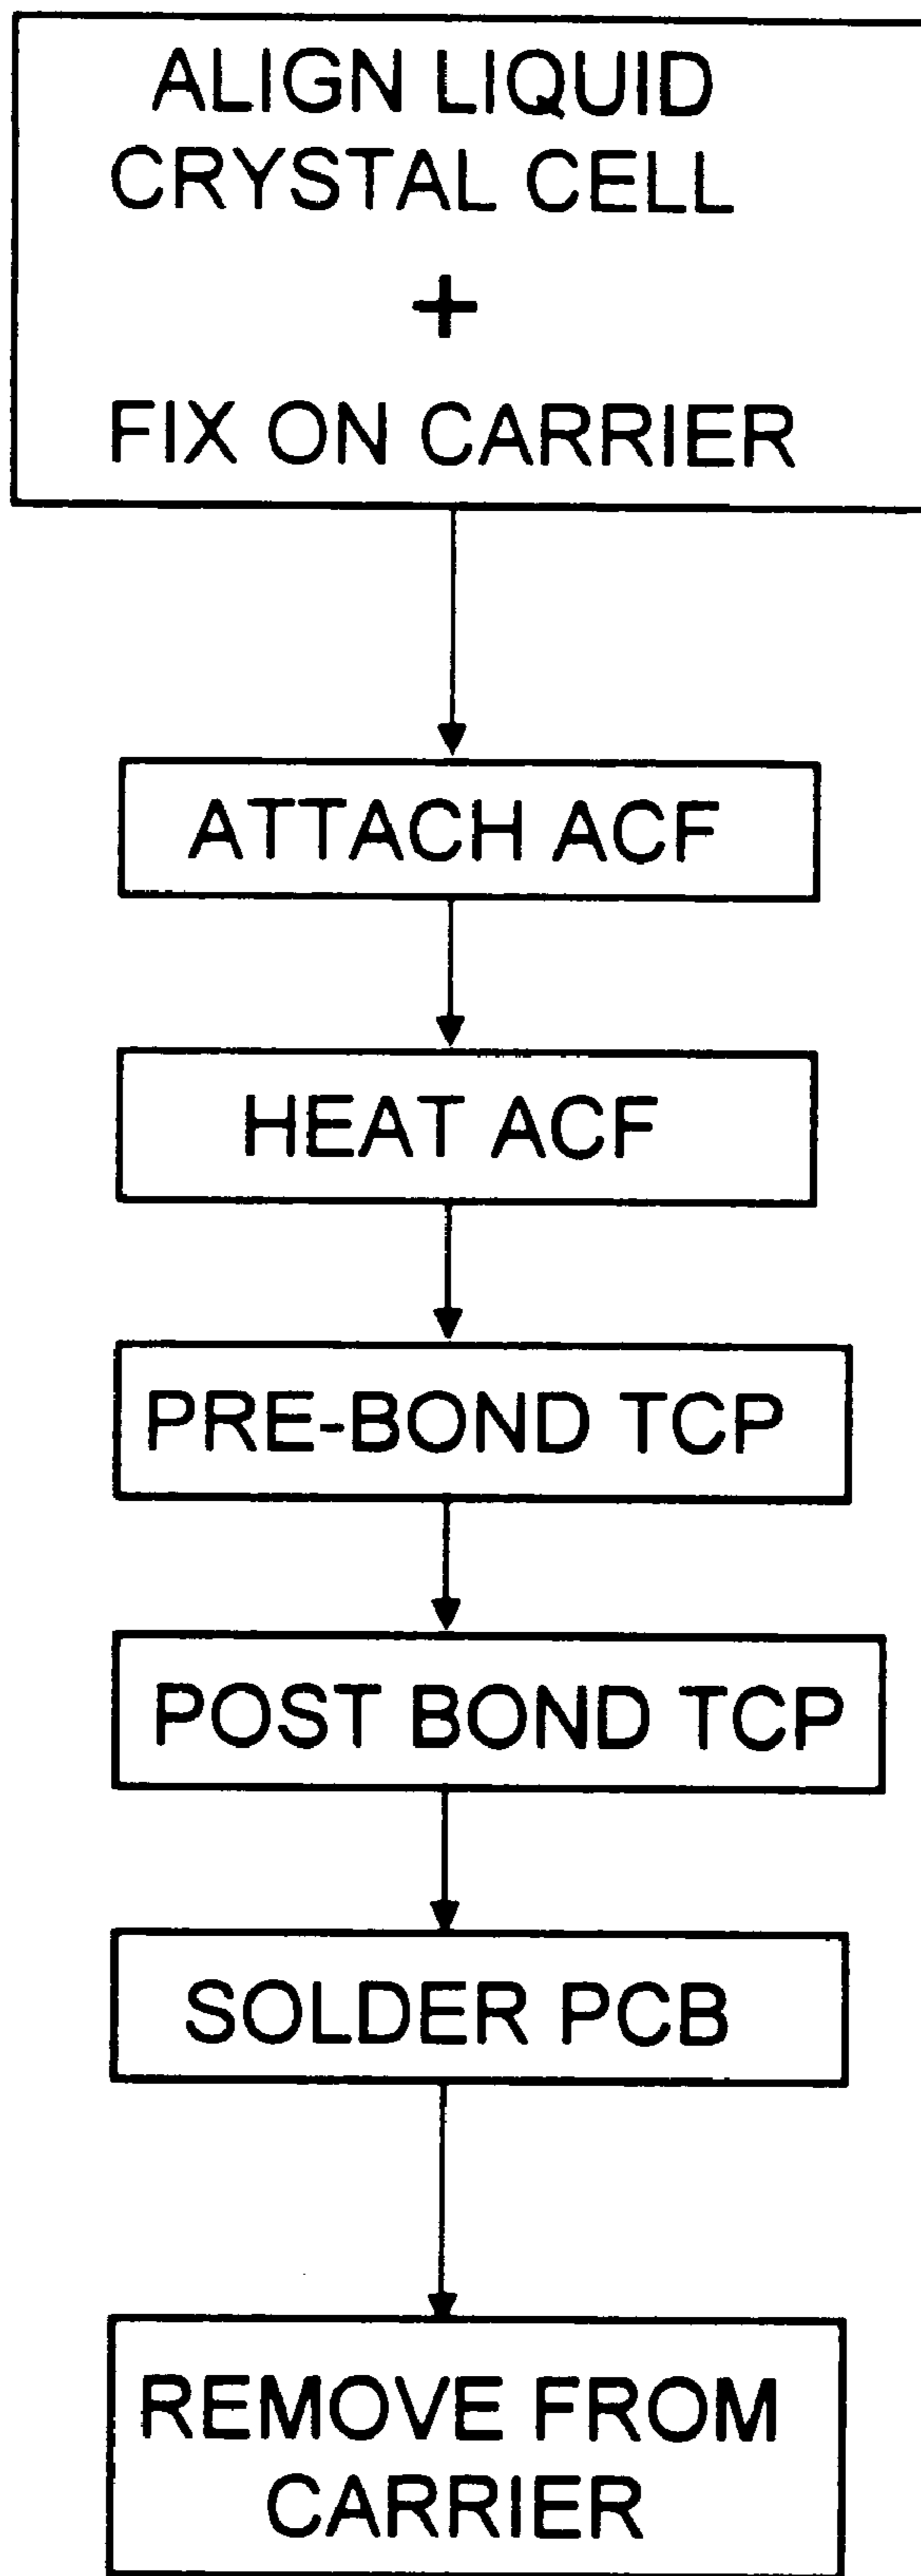 ALIGN LIQUID
CRYSTAL CELL
+
FIX ON CARRIER
ATTACH ACF
HEAT ACF
PRE-BOND TCP
POST BOND TCP
SOLDER PCB
REMOVE FROM
CARRIER